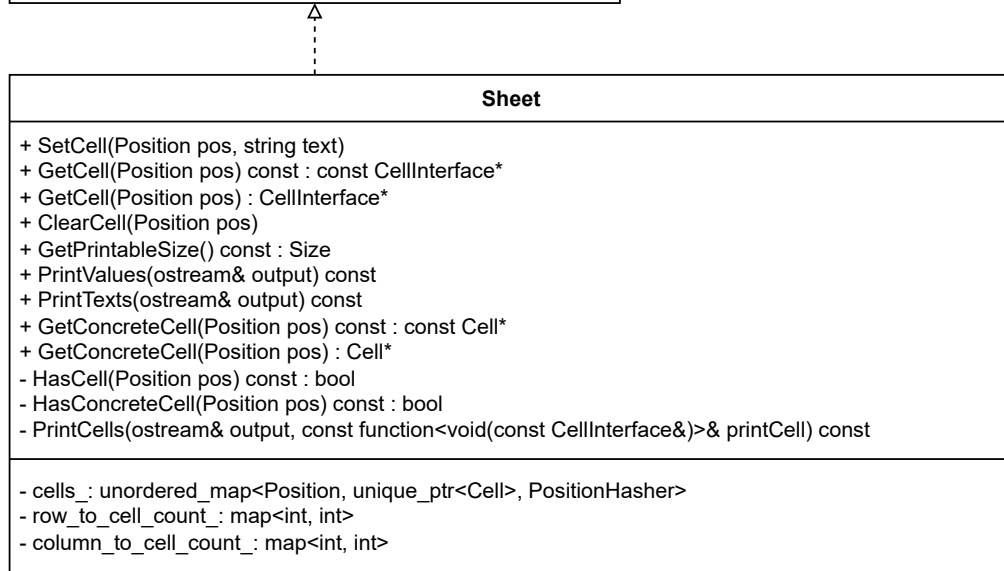 Sheet
+ SetCell(Position pos, string text)
+ GetCell(Position pos) const : const CellInterface*
+ GetCell(Position pos) : CellInterface*
+ ClearCell(Position pos)
+ GetPrintableSize() const : Size
+ PrintValues(ostream& output) const
+ PrintTexts(ostream& output) const
+ GetConcreteCell(Position pos) const : const Cell*
+ GetConcreteCell(Position pos) : Cell*
- HasCell(Position pos) const : bool
- HasConcreteCell(Position pos) const : bool
- PrintCells(ostream& output, const function<void(const CellInterface&)>& printCell) const
- cells_: unordered_map<Position, unique_ptr<Cell>, PositionHasher>
- row_to_cell_count_: map<int, int>
- column_to_cell_count_: map<int, int>